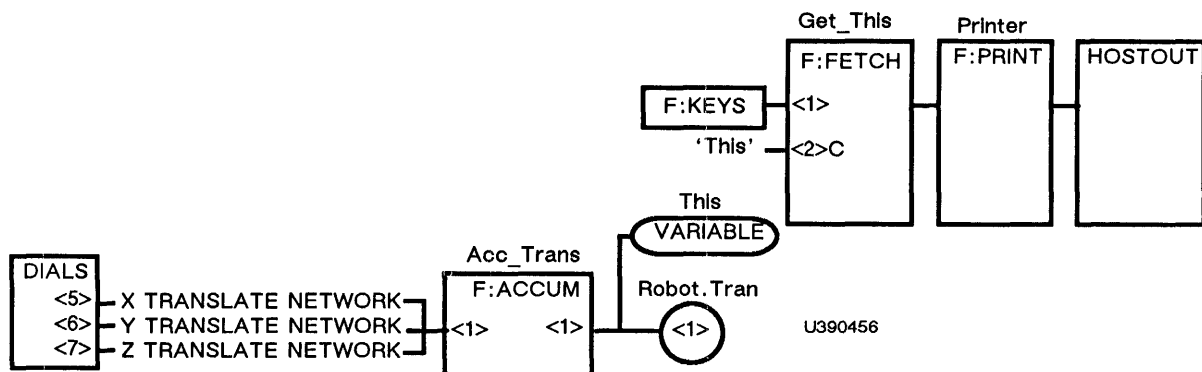 Get_This
Printer
F:FETCH
F:PRINT
HOSTOUT
F:KEYS
<1>
'This'
<2>C
This
VARIABLE
Acc_Trans
DIALS
F:ACCUM
Robot.Tran
<5>
X TRANSLATE NETWORK
<6>
Y TRANSLATE NETWORK
<1>
<1>
<1>
U390456
<7>
Z TRANSLATE NETWORK